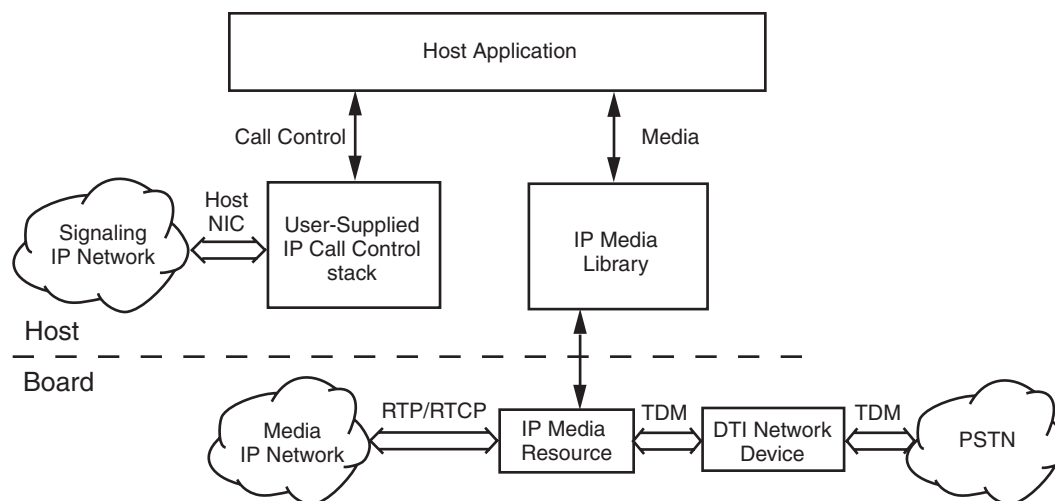 Host Application
Call Control
Media
Host
NIC
Signaling
IP Network
User-Supplied
IP Call Control
stack
IP Media
Library
Host
Board
Media
IP Network
RTP/RTCP
IP Media
Resource
TDM
DTI Network
Device
TDM
PSTN